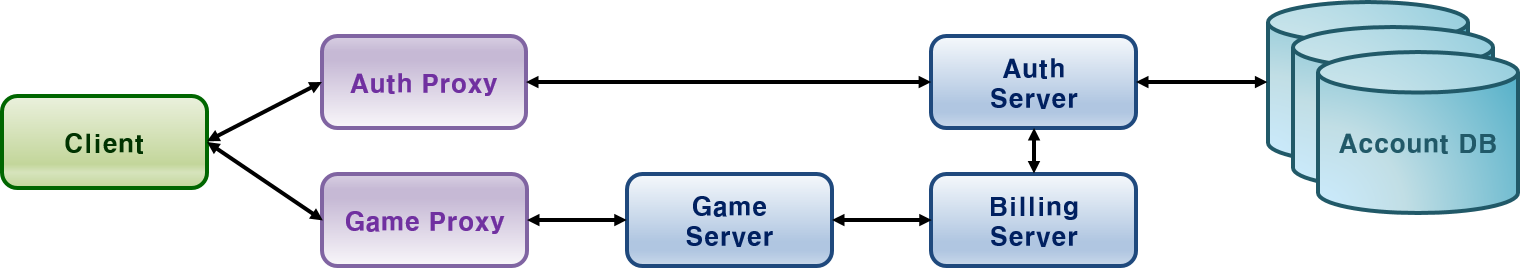 Client
Auth Proxy
Game Proxy
Game
Server
Auth
Server
Billing
Server
Account DB